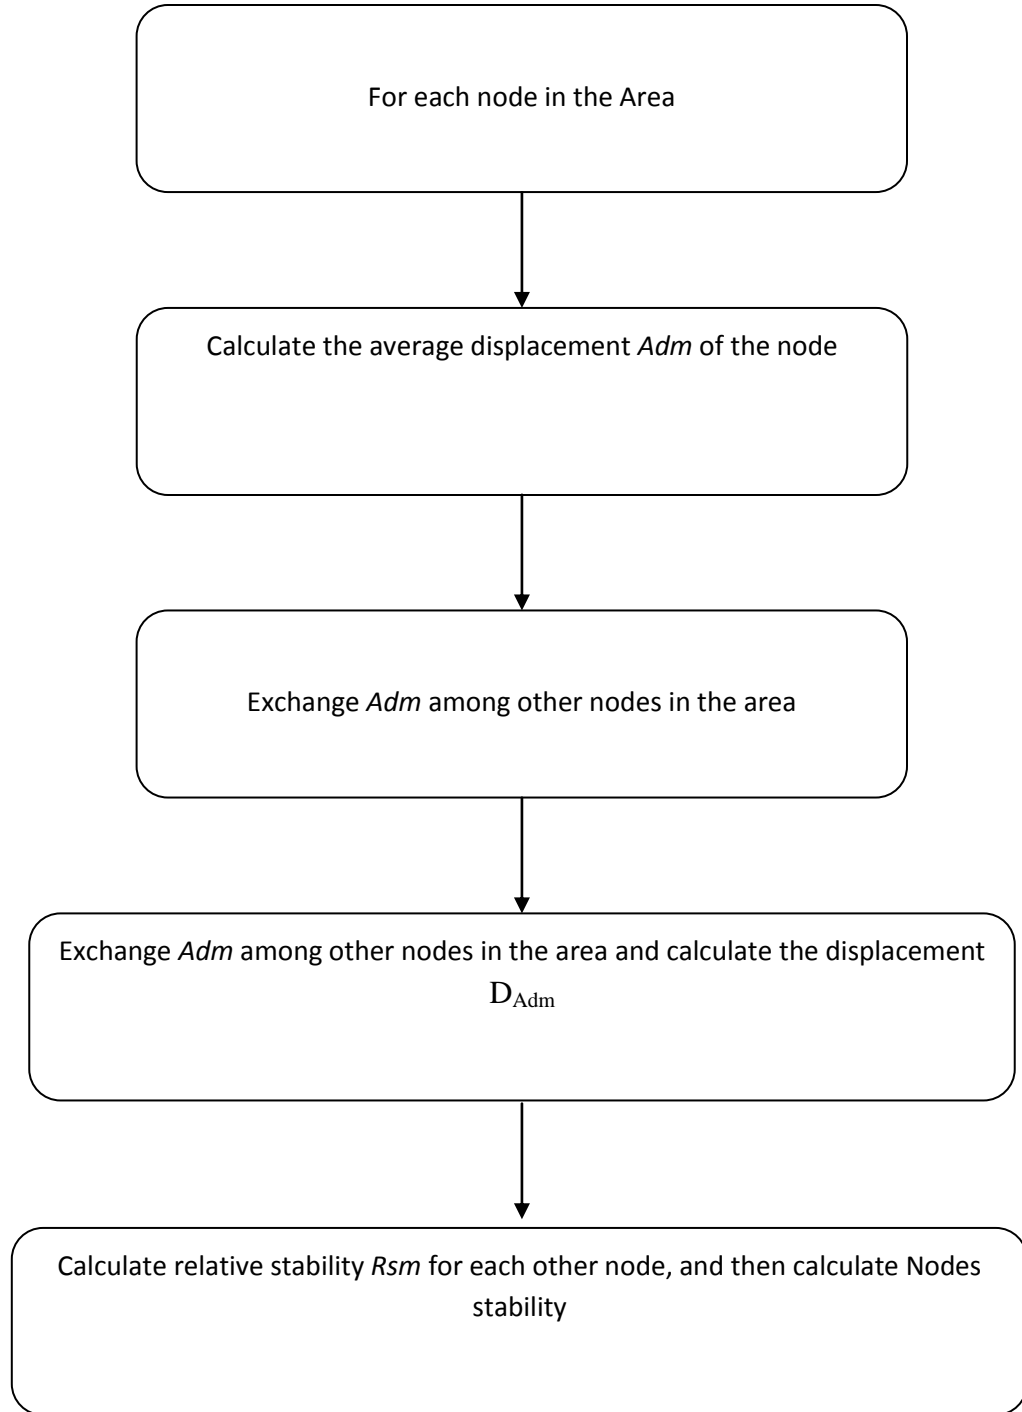 For each node in the Area
Calculate the average displacement Adm of the node
Exchange Adm among other nodes in the area
Exchange Adm among other nodes in the area and calculate the displacement
DAdm
Calculate relative stability Rsm for each other node, and then calculate Nodes
stability